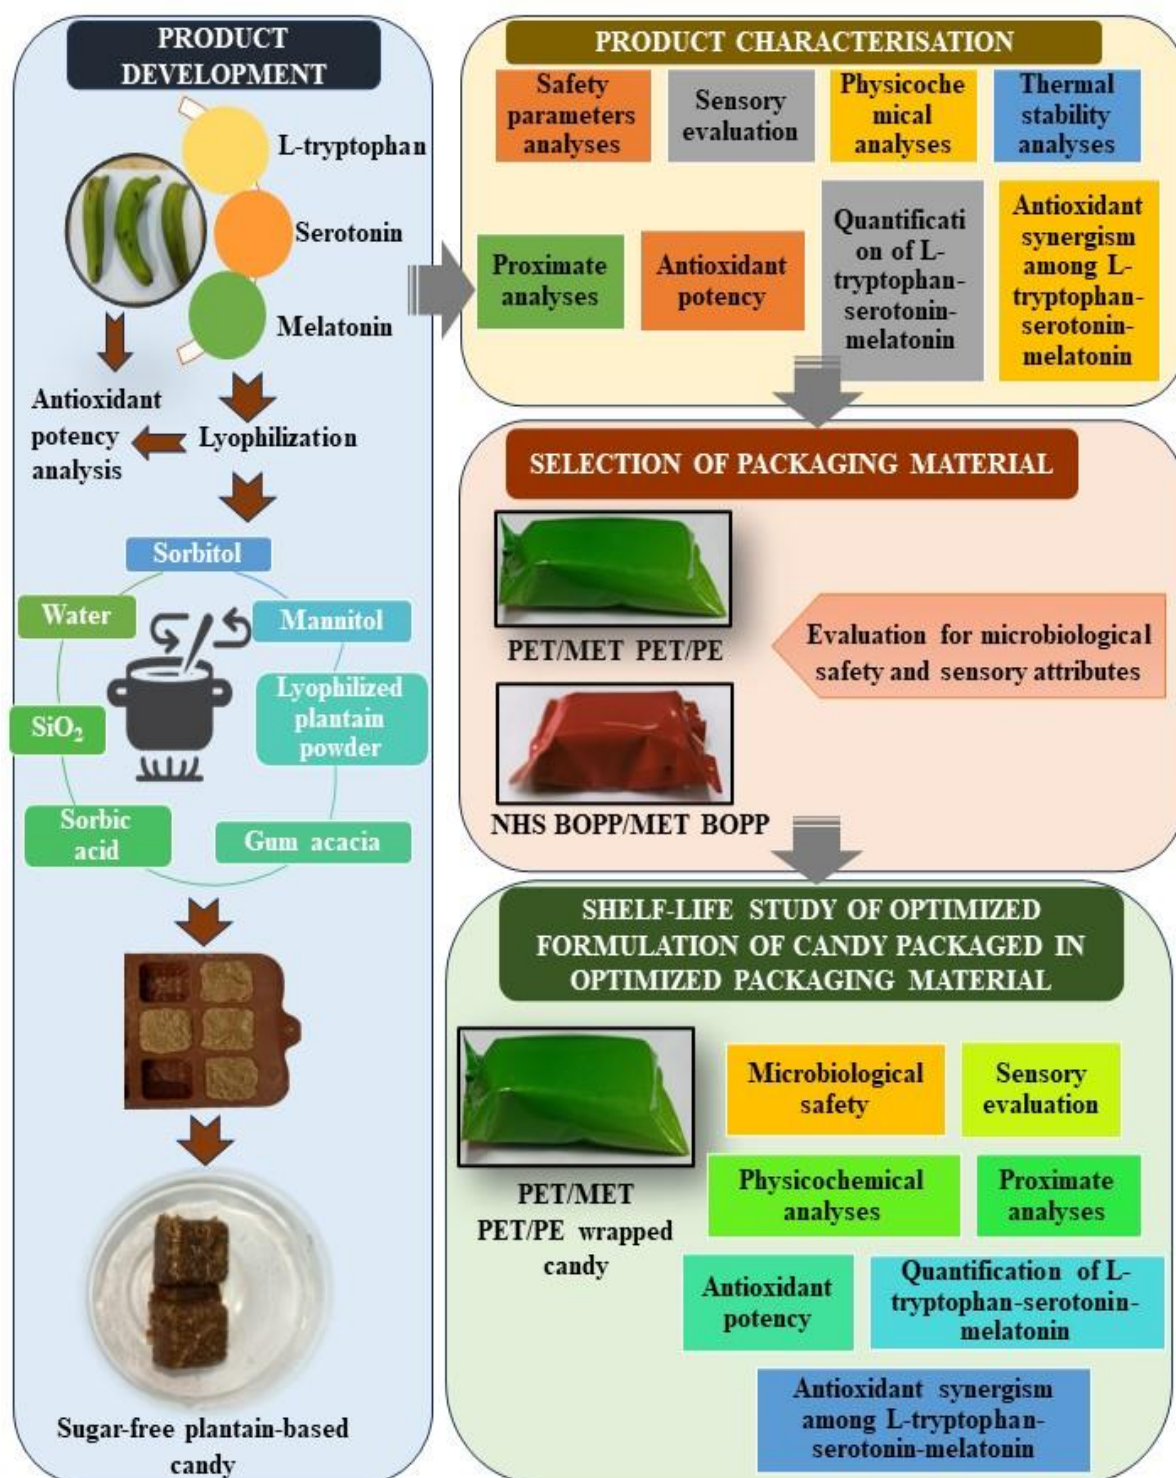 PRODUCT
DEVELOPMENT
L-tryptophan
Serotonin
Melatonin
Antioxidant
potency
analysis
Lyophilization
Sorbitol
Water
Mannitol
SiO₂
Lyophilized
plantain
powder
Sorbic
acid
Gum acacia
Sugar-free plantain-based
candy
PRODUCT CHARACTERISATION
Safety
parameters
analyses
Sensory
evaluation
Physicoche
mical
analyses
Thermal
stability
analyses
Proximate
analyses
Antioxidant
potency
Quantificati
on of L-
tryptophan-
serotonin-
melatonin
Antioxidant
synergism
among L-
tryptophan-
serotonin-
melatonin
SELECTION OF PACKAGING MATERIAL
PET/MET PET/PE
NHS BOPP/MET BOPP
Evaluation for microbiological
safety and sensory attributes
SHELF-LIFE STUDY OF OPTIMIZED
FORMULATION OF CANDY PACKAGED IN
OPTIMIZED PACKAGING MATERIAL
PET/MET
PET/PE wrapped
candy
Microbiological
safety
Sensory
evaluation
Physicochemical
analyses
Proximate
analyses
Antioxidant
potency
Quantification of L-
tryptophan-serotonin-
melatonin
Antioxidant synergism
among L-tryptophan-
serotonin-melatonin